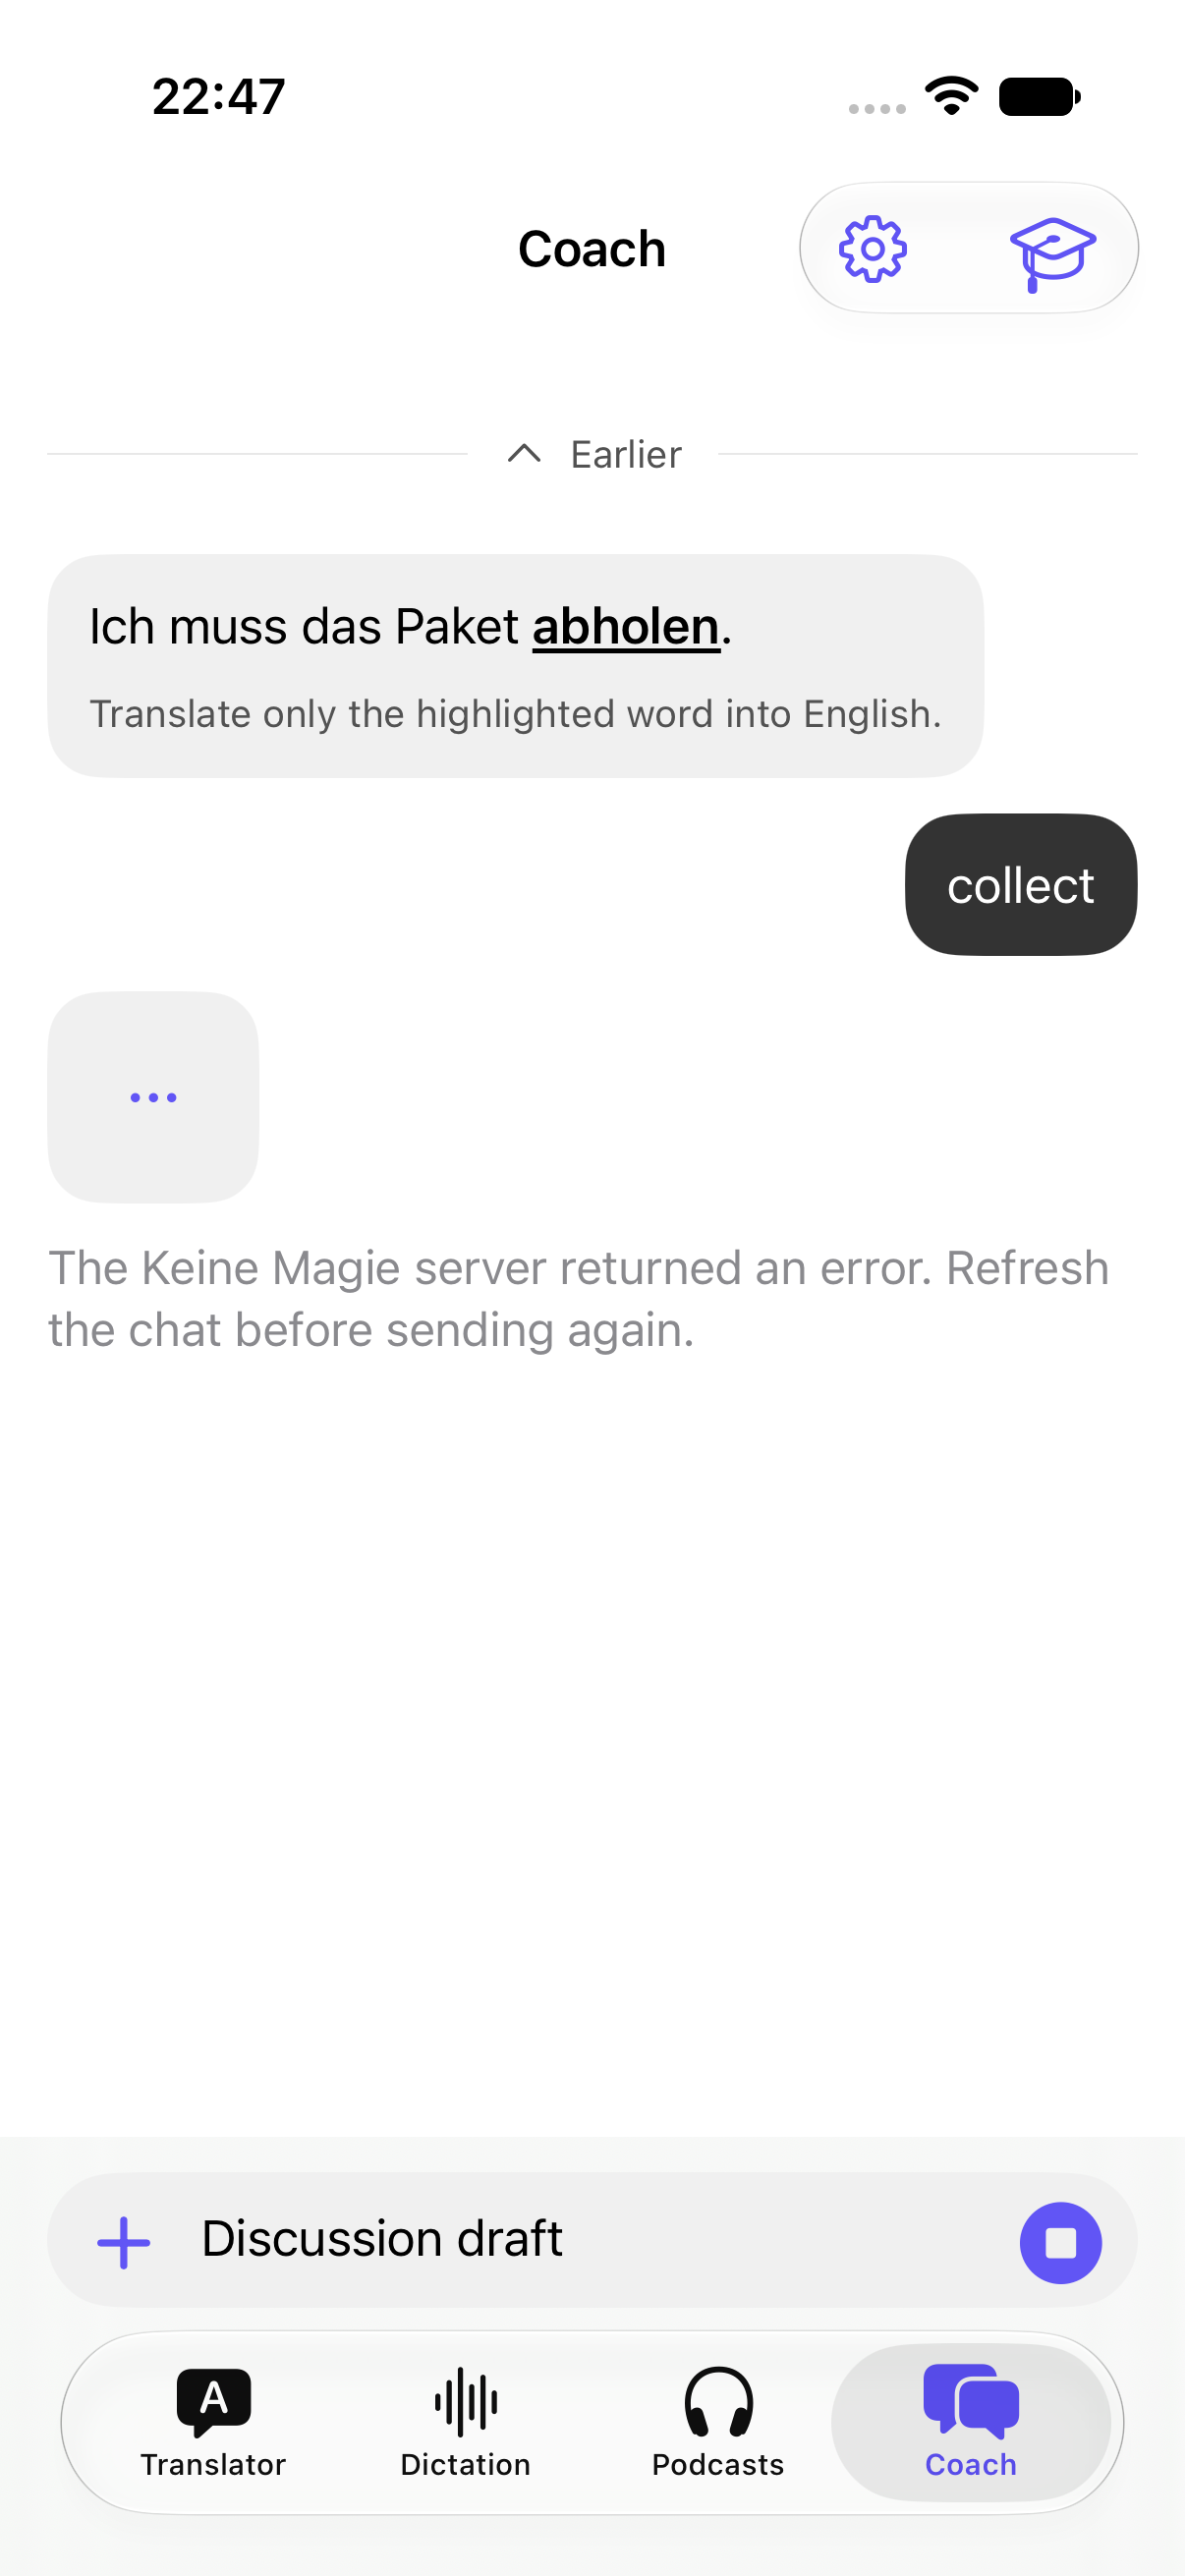 22:47
Coach
Earlier
Ich muss das Paket abholen.
Translate only the highlighted word into English.
collect
...
The Keine Magie server returned an error. Refresh
the chat before sending again.
Discussion draft
A
Translator
Dictation
Podcasts
Coach